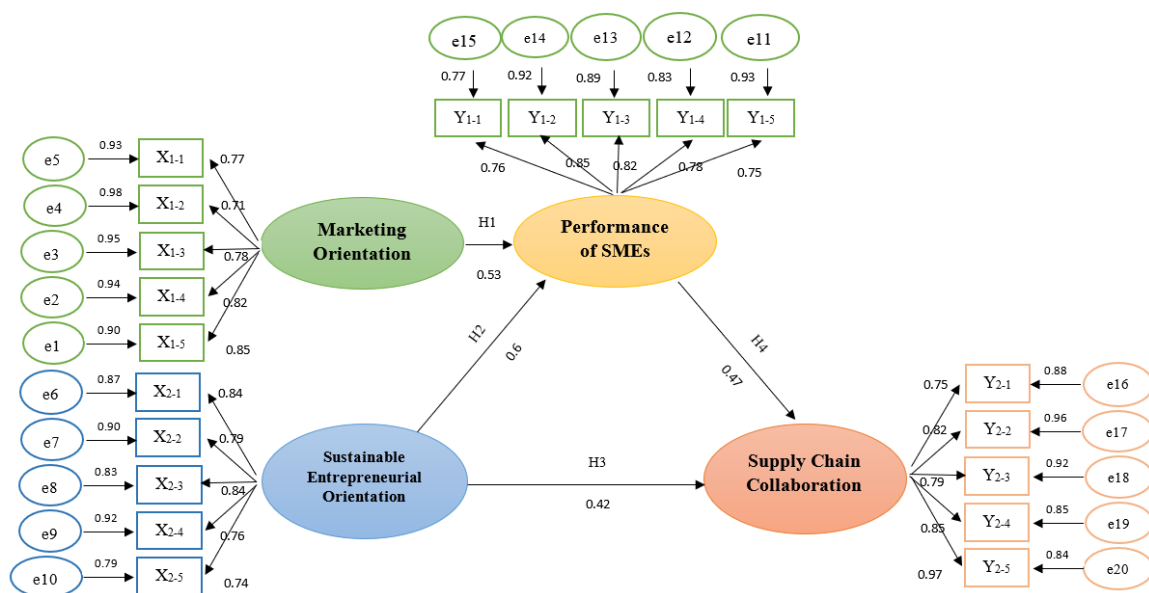 e15
e14
e13
e12
e11
0.77
0.92
0.89
0.83
0.93
Y1-1
Y1-2
Y1-3
Y1-4
Y1-5
0.76
0.85
0.82
0.78
0.75
e5
0.93
X1-1
0.77
e4
0.98
X1-2
0.71
e3
0.95
X1-3
0.78
e2
0.94
X1-4
0.82
e1
0.90
X1-5
0.85
Marketing
Orientation
H1
0.53
Performance
of SMEs
H2
0.6
H4
0.47
e6
0.87
X2-1
0.84
e7
0.90
X2-2
0.79
e8
0.83
X2-3
0.84
e9
0.92
X2-4
0.76
e10
0.79
X2-5
0.74
Sustainable
Entrepreneurial
Orientation
H3
0.42
Supply Chain
Collaboration
0.75
Y2-1
0.88
e16
0.82
Y2-2
0.96
e17
0.79
Y2-3
0.92
e18
0.85
Y2-4
0.85
e19
0.97
Y2-5
0.84
e20